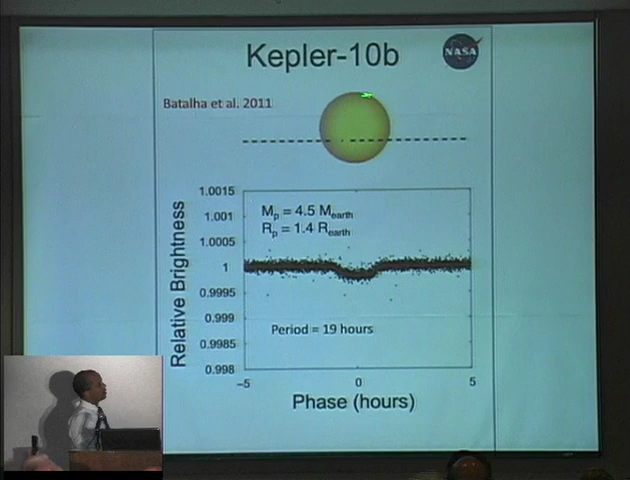 Kepler-10b
NASA
Batalha et al. 2011
Relative Brightness
1.0015
1.001
1.0005
1
0.9995
0.999
0.9985
0.998
Mp = 4.5 Mearth
Rp = 1.4 Rearth
Period = 19 hours
−5
0
5
Phase (hours)